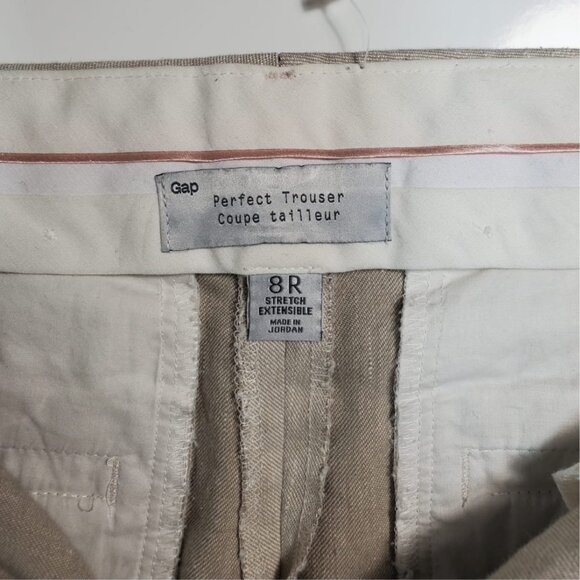 Gap
Perfect Trouser
Coupe tailleur
8R
STRETCH
EXTENSIBLE
MADE IN
JORDAN